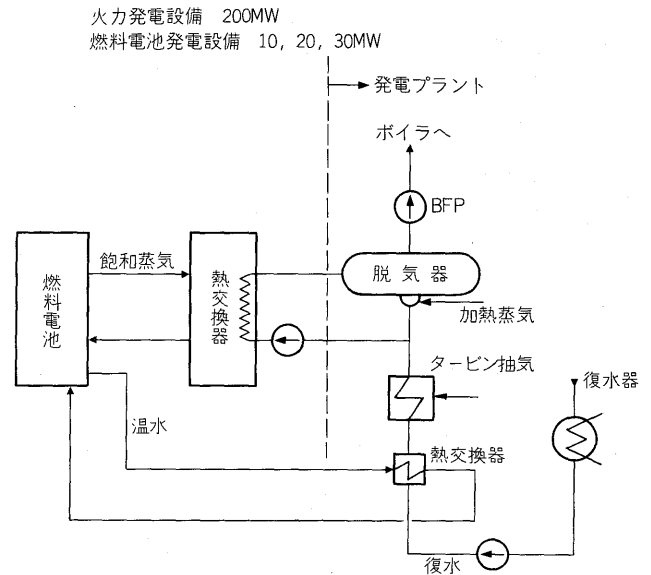 火力発電設備 200MW
燃料電池発電設備 10, 20, 30MW
発電プラント
ボイラへ
BFP
飽和蒸気
燃料電池
熱交換器
脱気器
加熱蒸気
タービン抽気
復水器
温水
熱交換器
復水